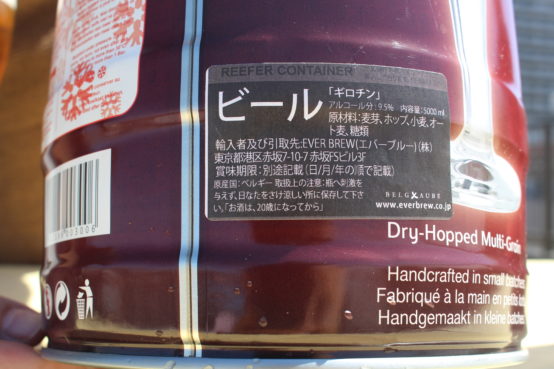 REEFER CONTAINER
ビール
「ギロチン」
アルコール分:9.5% 内容量:5000ml
原材料:麦芽、ホップ、小麦、オー
ト麦、糖類
輸入者及び引取先:EVER BREW(エバーブルー)(株)
東京都港区赤坂7-10-7 赤坂FSビル3F
賞味期限:別途記載(日/月/年の順で記載)
原産国:ベルギー 取扱上の注意:瓶へ刺激を
与えず、日なたをさけ涼しい所に保存して下さ
い。「お酒は、20歳になってから」
BELG AUBE
www.everbrew.co.jp
Dry-Hopped Multi-Grain
Handcrafted in small batches
Fabriqué à la main en petits
Handgemaakt in kleine batches